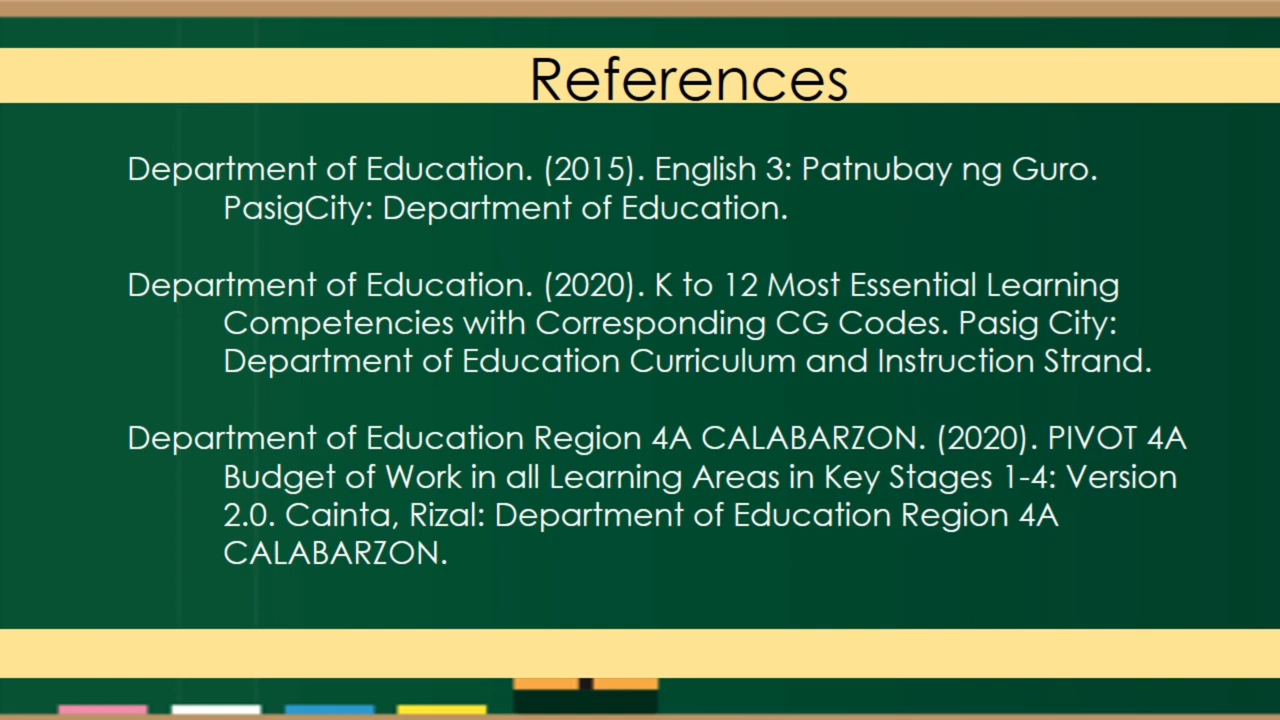 References
Department of Education. (2015). English 3: Patnubay ng Guro.
PasigCity: Department of Education.
Department of Education. (2020). K to 12 Most Essential Learning
Competencies with Corresponding CG Codes. Pasig City:
Department of Education Curriculum and Instruction Strand.
Department of Education Region 4A CALABARZON. (2020). PIVOT 4A
Budget of Work in all Learning Areas in Key Stages 1-4: Version
2.0. Cainta, Rizal: Department of Education Region 4A
CALABARZON.